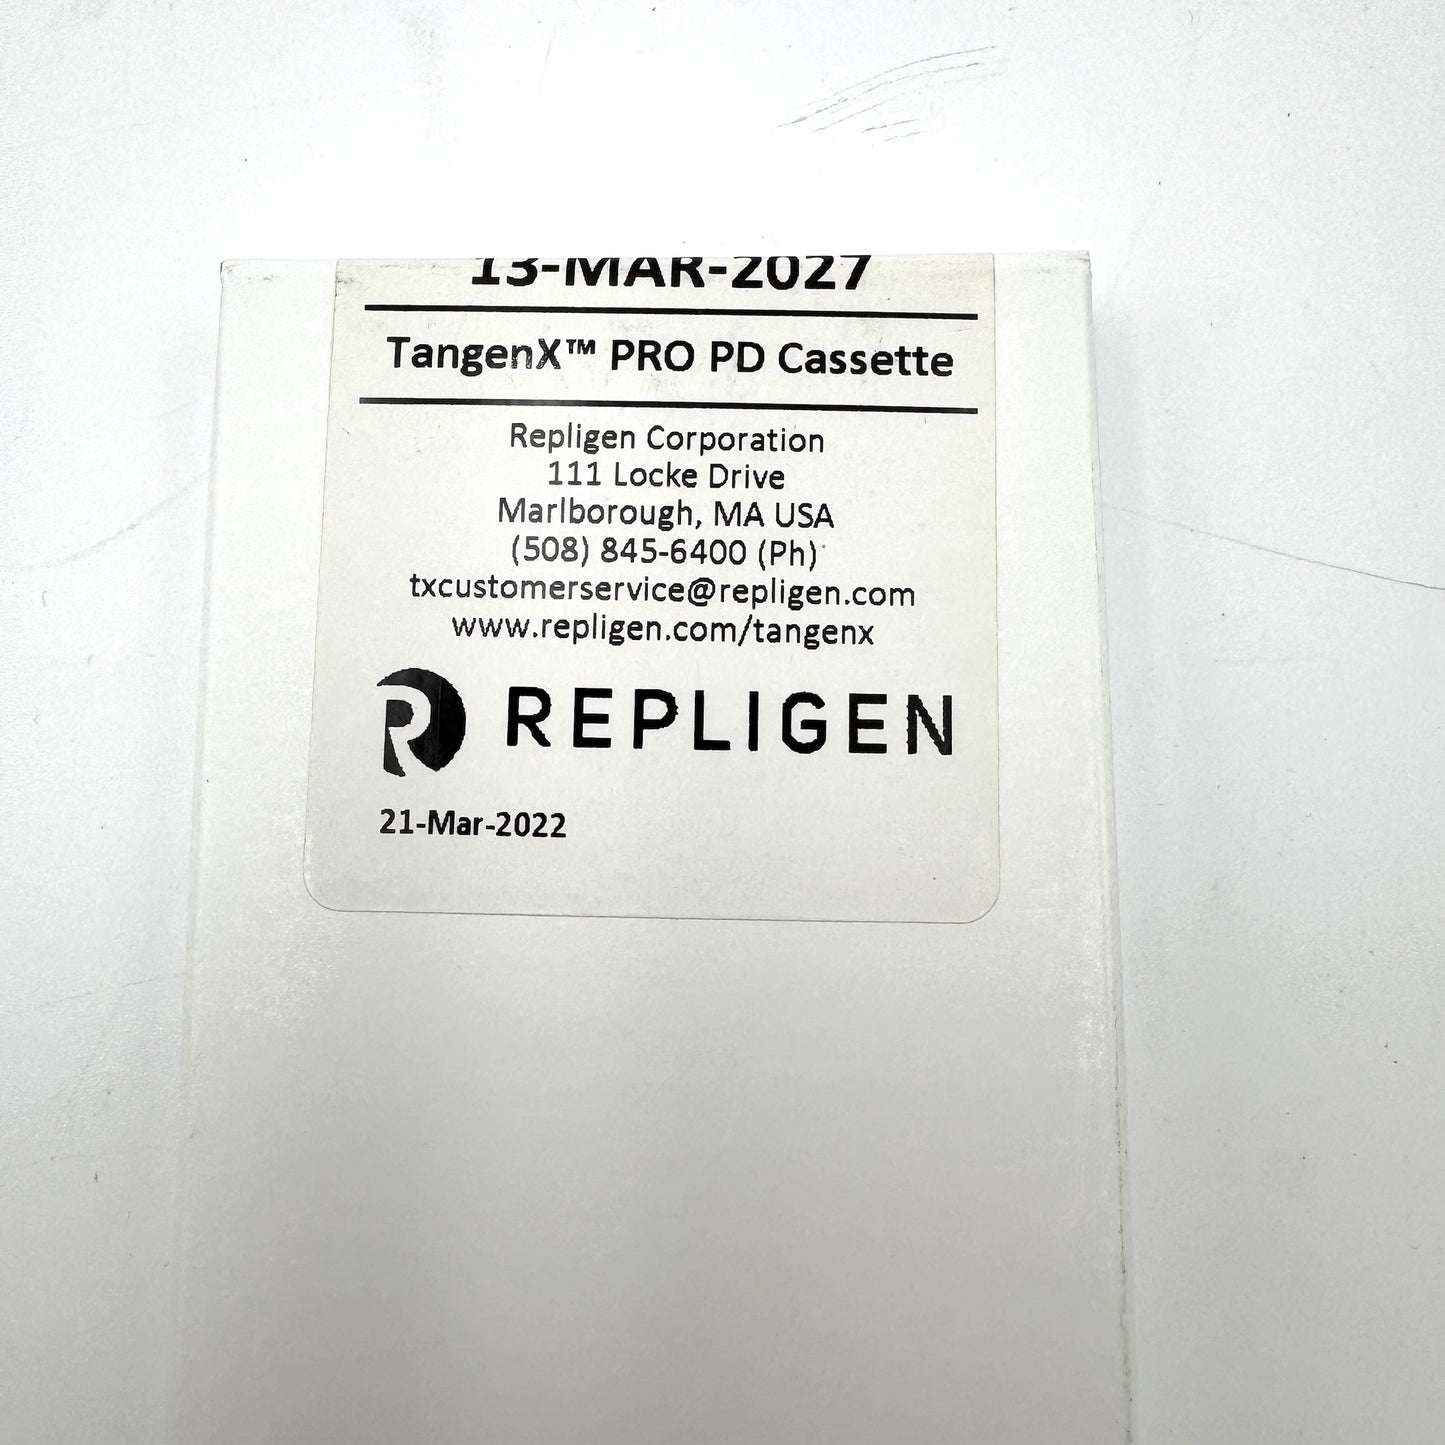 13-MAR-2027
TangenX™ PRO PD Cassette
Repligen Corporation
111 Locke Drive
Marlborough, MA USA
(508) 845-6400 (Ph)
txcustomerservice@repligen.com
www.repligen.com/tangenx
R REPLIGEN
21-Mar-2022